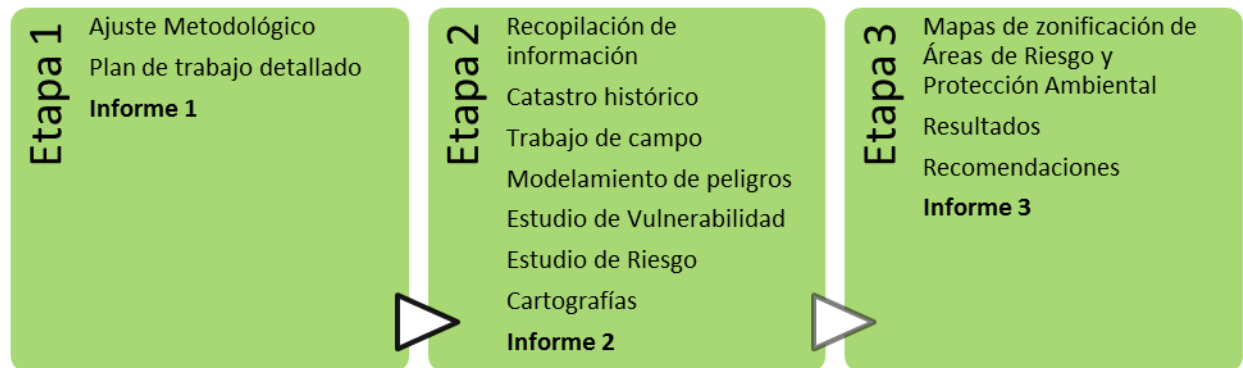 Etapa 1
Ajuste Metodológico
Plan de trabajo detallado
Informe 1
Etapa 2
Recopilación de
información
Catastro histórico
Trabajo de campo
Modelamiento de peligros
Estudio de Vulnerabilidad
Estudio de Riesgo
Cartografías
Informe 2
Etapa 3
Mapas de zonificación de
Áreas de Riesgo y
Protección Ambiental
Resultados
Recomendaciones
Informe 3